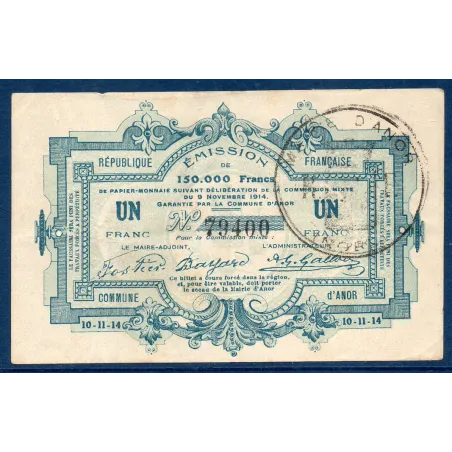 RÉPUBLIQUE ÉMISSION FRANÇAISE
DE
150.000 Francs
DE PAPIER-MONNAIE SUIVANT DÉLIBÉRATION DE LA COMMISSION MIXTE
DU 9 NOVEMBRE 1914,
GARANTIE PAR LA COMMUNE D'ANOR
UN No 79400 UN
FRANC Pour la Commission mixte : FRANC
LE MAIRE-ADJOINT, L'ADMINISTRATEUR
Bayard
Ce billet a cours forcé dans la région,
et, pour être valable, doit porter
le sceau de la Mairie d'Anor
COMMUNE d'ANOR
10-11-14 10-11-14
MAIRIE D'ANOR
NORD